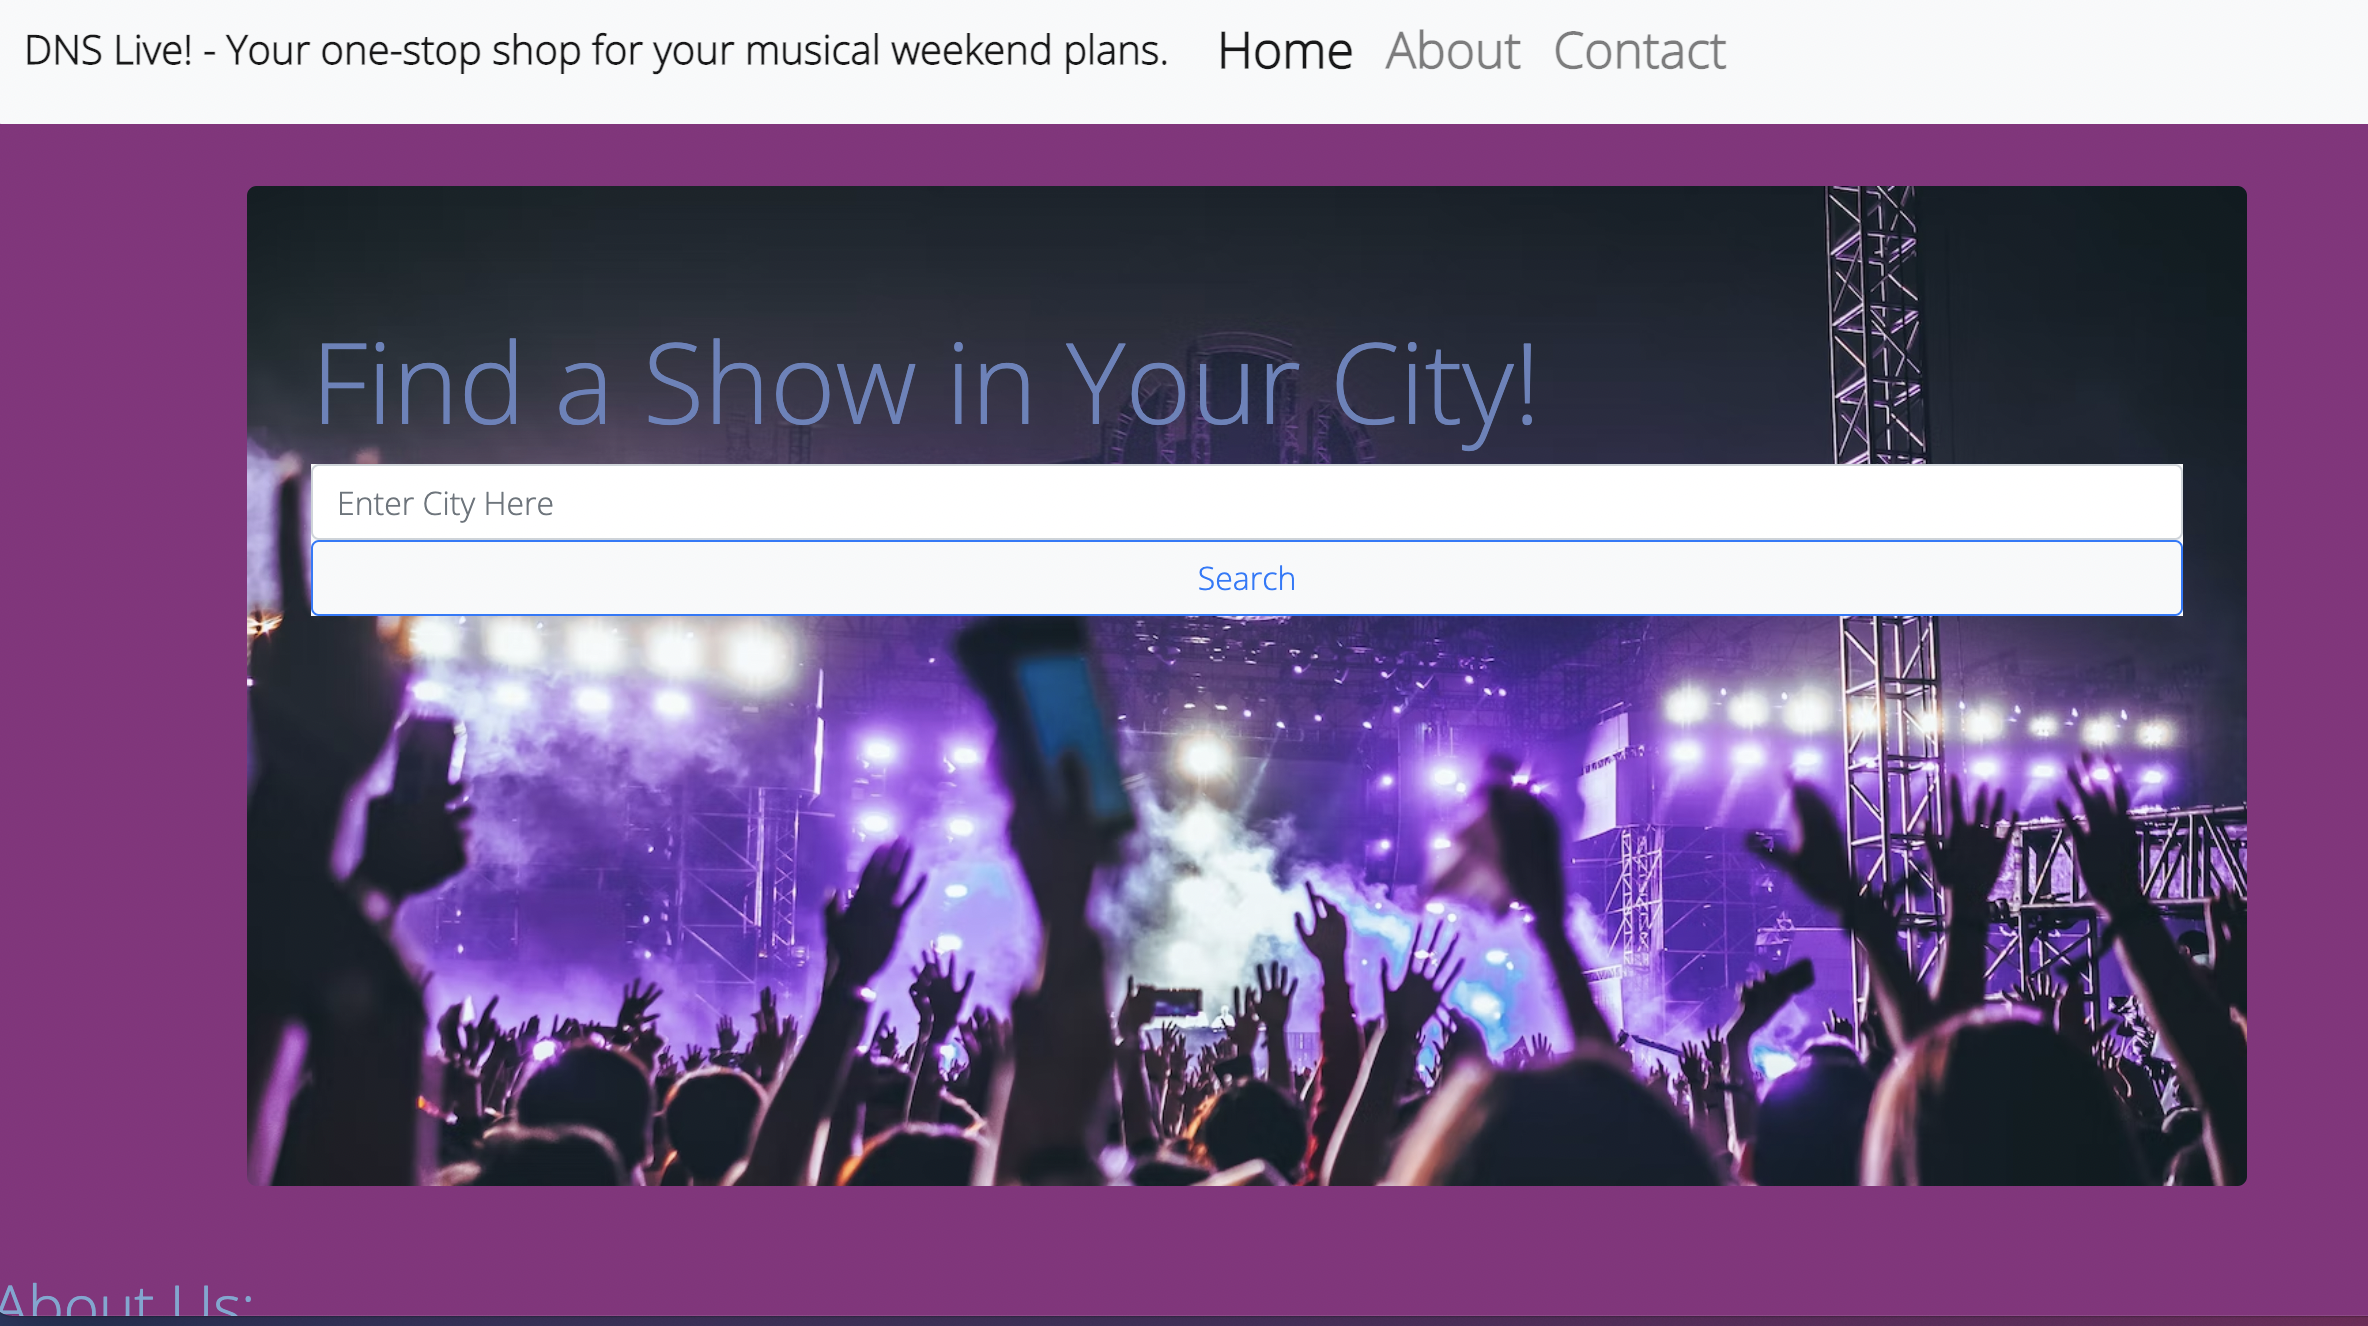 DNS Live! - Your one-stop shop for your musical weekend plans. Home About Contact
Find a Show in Your City!
Enter City Here
Search
About Us: